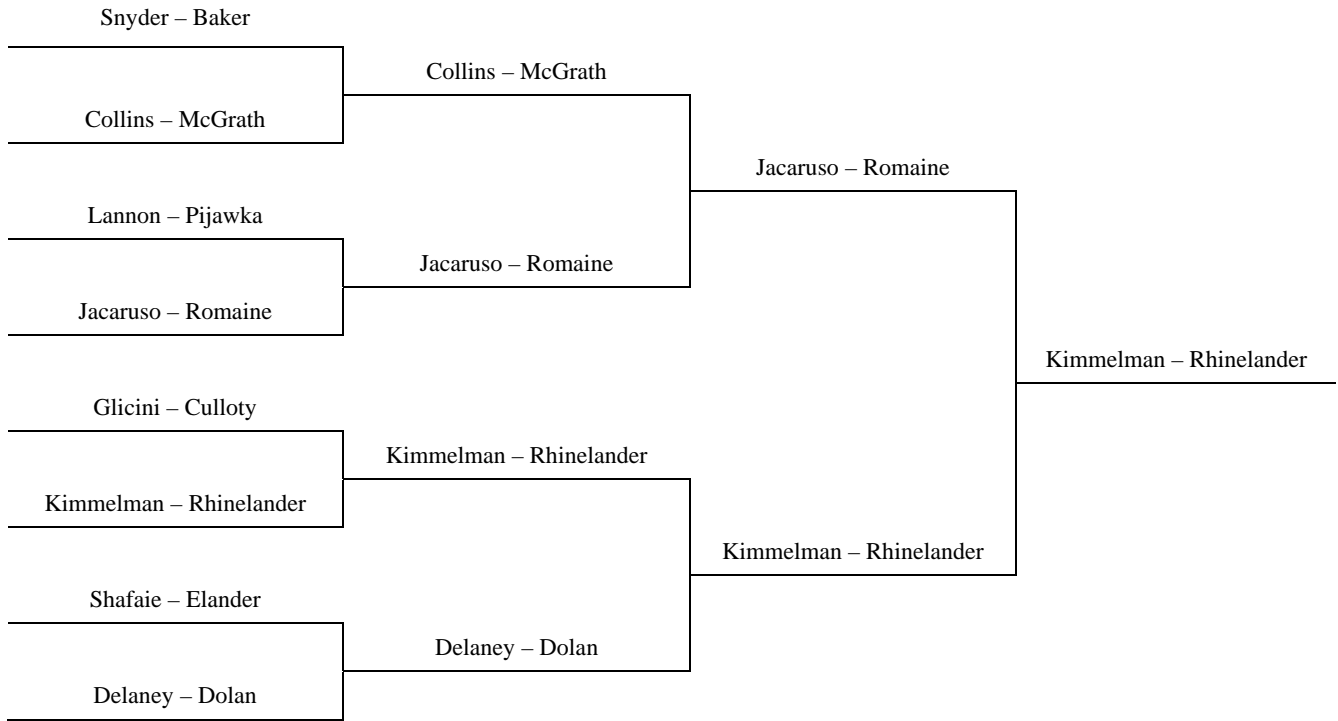 Snyder – Baker
Collins – McGrath
Collins – McGrath
Jacaruso – Romaine
Lannon – Pijawka
Jacaruso – Romaine
Jacaruso – Romaine
Kimmelman – Rhinelander
Glicini – Culloty
Kimmelman – Rhinelander
Kimmelman – Rhinelander
Kimmelman – Rhinelander
Shafaie – Elander
Delaney – Dolan
Delaney – Dolan